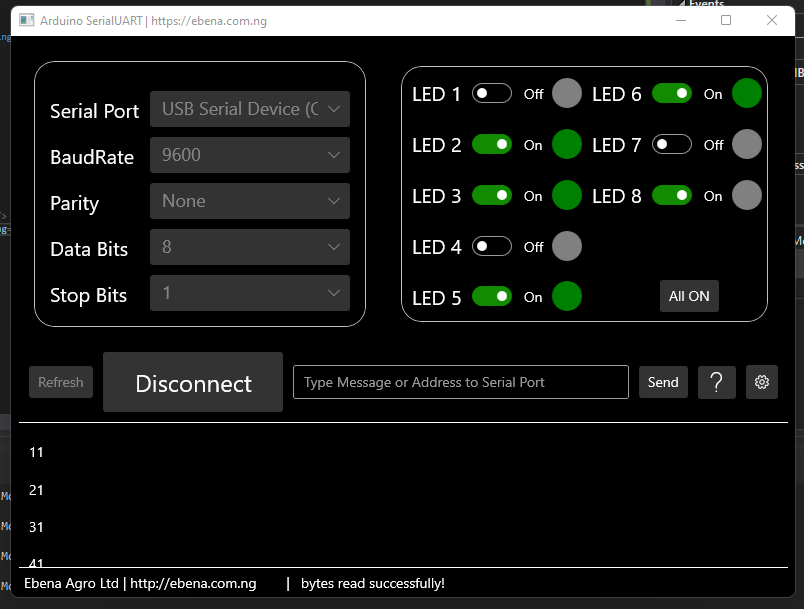 Events
Arduino SerialUART | https://ebena.com.ng
Serial Port
USB Serial Device (C
BaudRate
9600
Parity
None
Data Bits
8
Stop Bits
1
LED 1 Off
LED 2 On
LED 3 On
LED 4 Off
LED 5 On
LED 6 On
LED 7 Off
LED 8 On
All ON
Refresh
Disconnect
Type Message or Address to Serial Port
Send
?
11
21
31
41
Ebena Agro Ltd | http://ebena.com.ng | bytes read successfully!